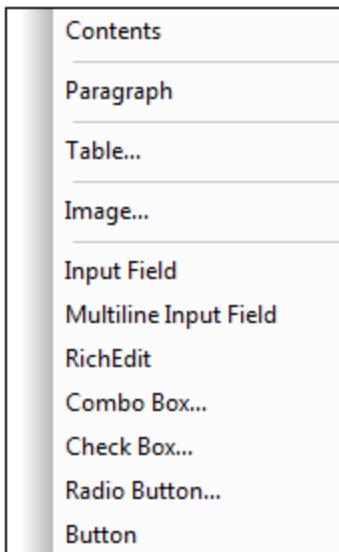 Contents
Paragraph
Table...
Image...
Input Field
Multiline Input Field
RichEdit
Combo Box...
Check Box...
Radio Button...
Button